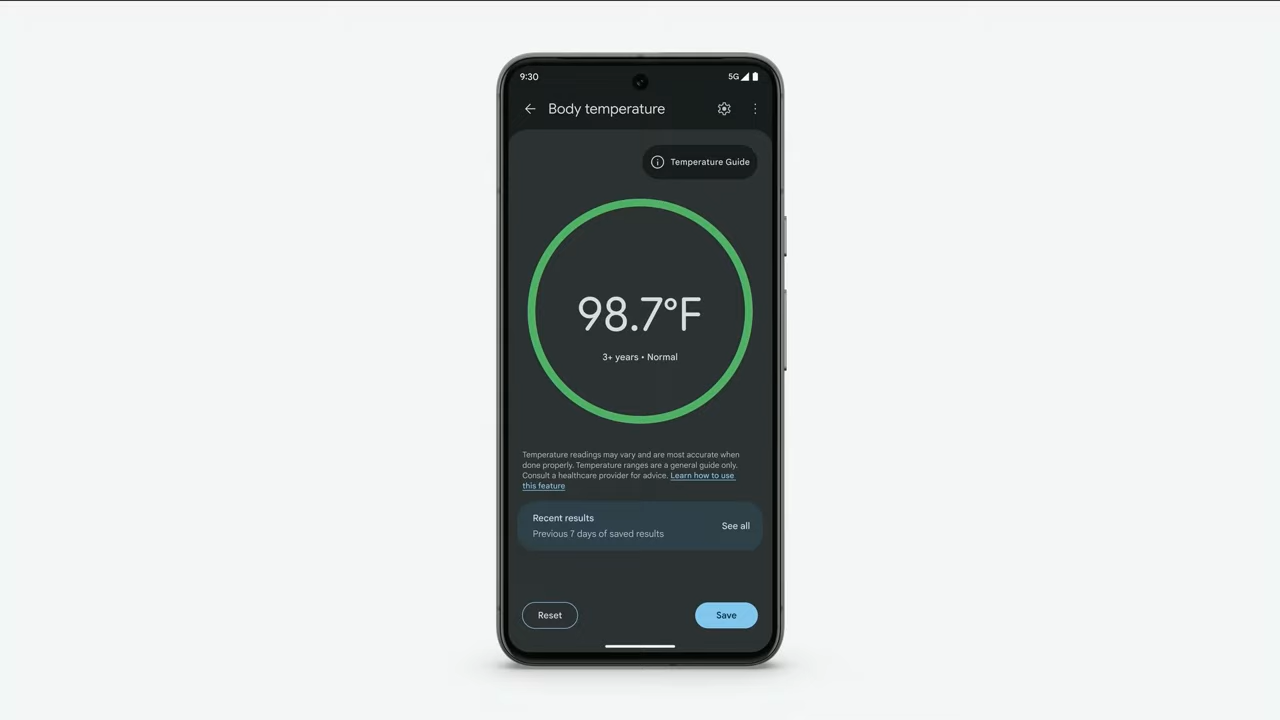 9:30
5G
Body temperature
Temperature Guide
98.7°F
3+ years • Normal
Temperature readings may vary and are most accurate when
done properly. Temperature ranges are a general guide only.
Consult a healthcare provider for advice. Learn how to use
this feature
Recent results
Previous 7 days of saved results
See all
Reset
Save